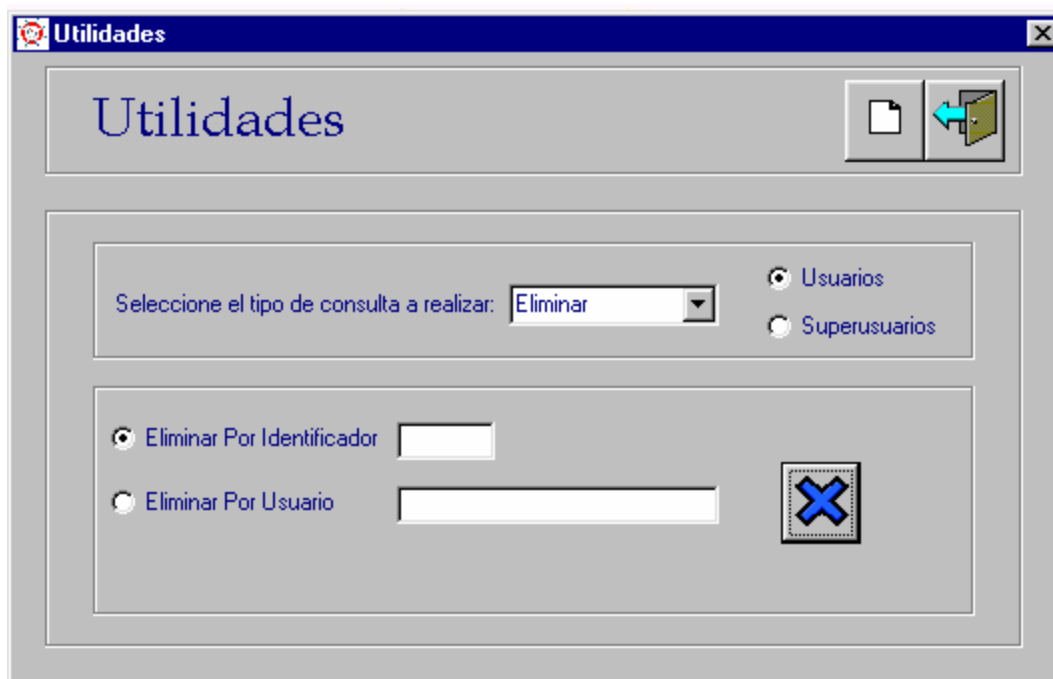 Utilidades
Utilidades
Seleccione el tipo de consulta a realizar: Eliminar
Usuarios
Superusuarios
Eliminar Por Identificador
Eliminar Por Usuario